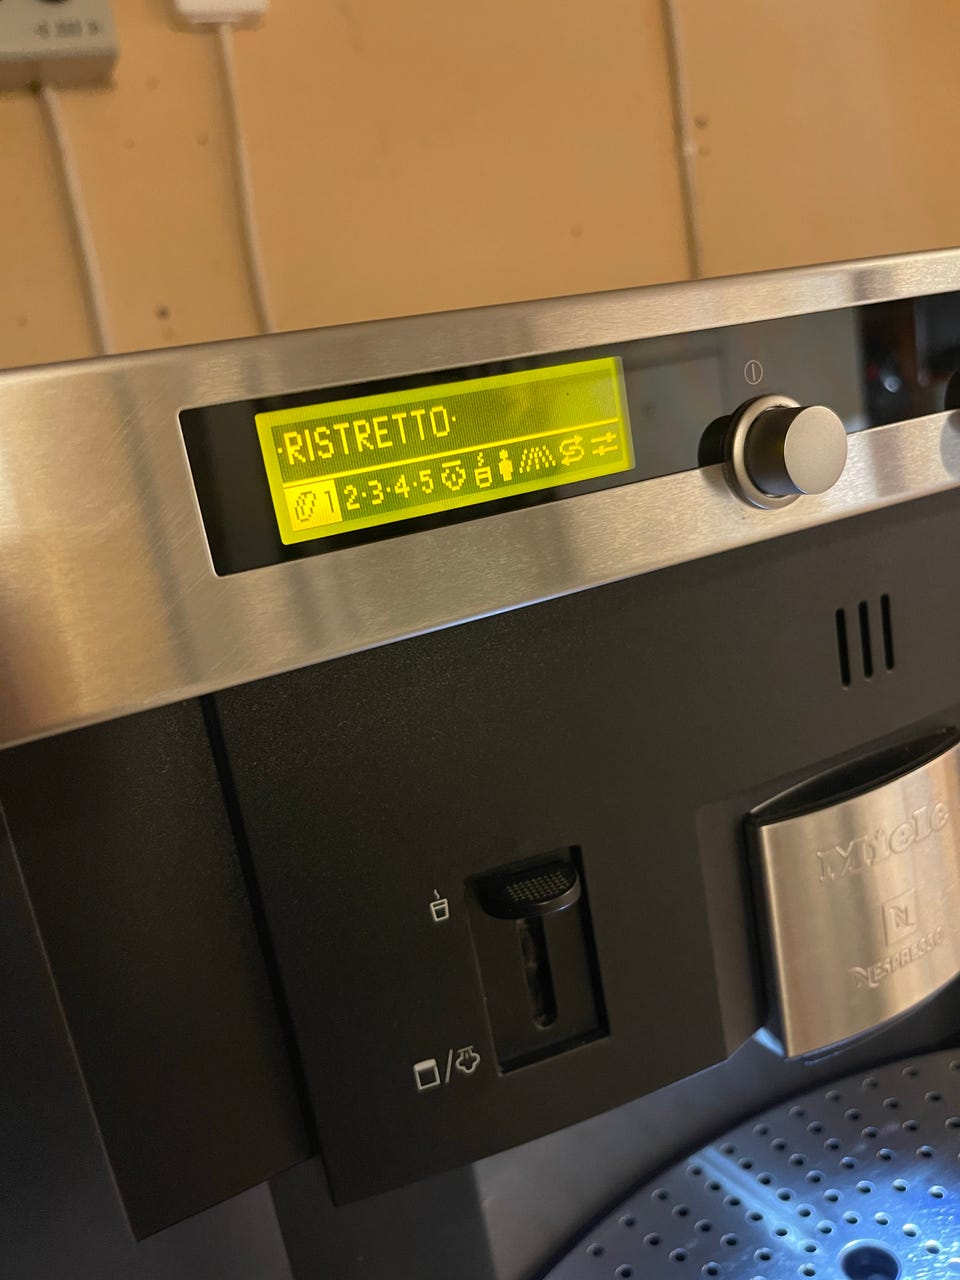 ·RISTRETTO·
1 2·3·4·5
Miele
N
NESPRESSO